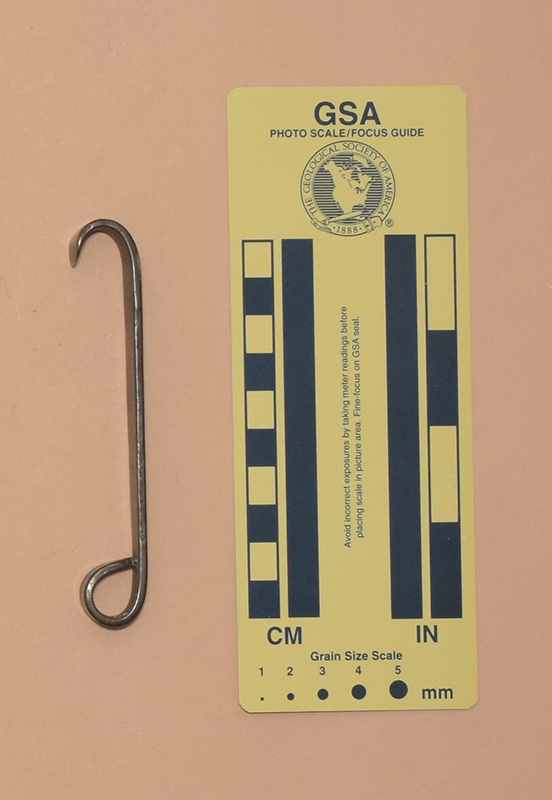 GSA
PHOTO SCALE/FOCUS GUIDE
THE GEOLOGICAL SOCIETY OF AMERICA
·1888·
®
Avoid incorrect exposures by taking meter readings before
placing scale in picture area. Fine-focus on GSA seal.
CM
IN
Grain Size Scale
1 2 3 4 5
mm